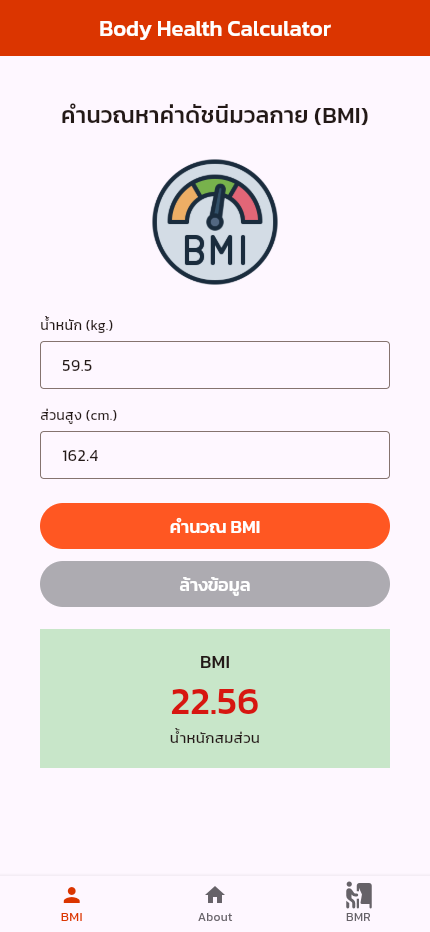 Body Health Calculator
คำนวณหาค่าดัชนีมวลกาย (BMI)
BMI
น้ำหนัก (kg.)
59.5
ส่วนสูง (cm.)
162.4
คำนวณ BMI
ล้างข้อมูล
BMI
22.56
น้ำหนักสมส่วน
BMI
About
BMR